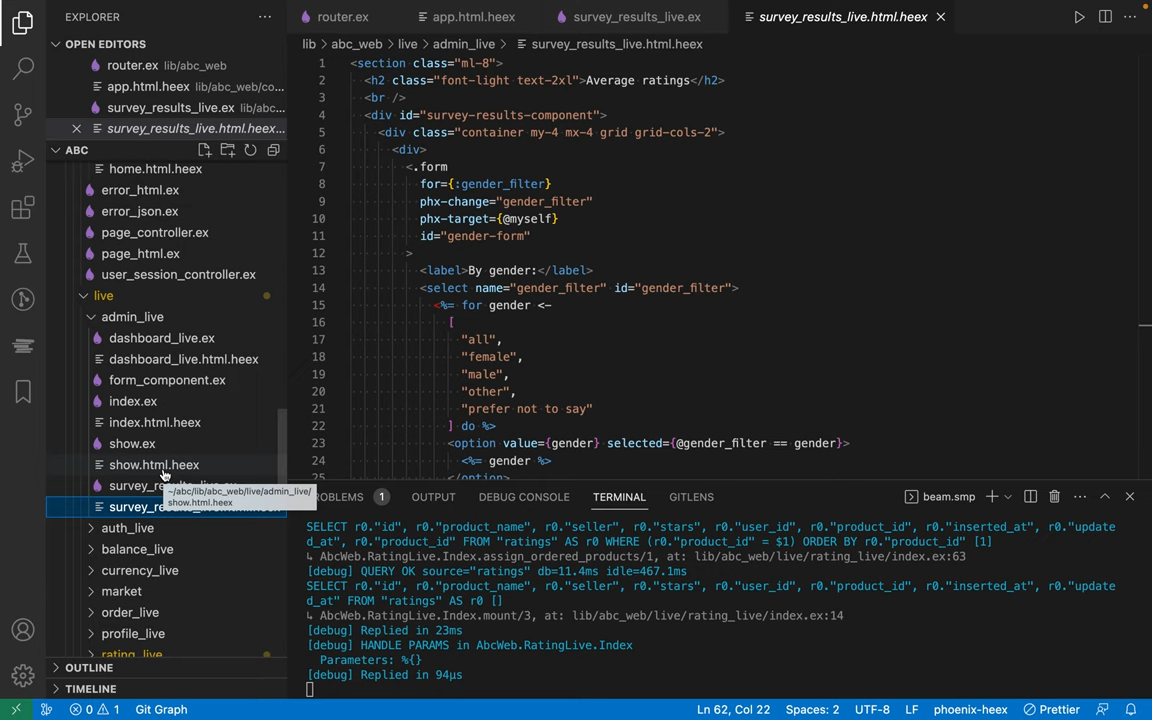 EXPLORER
OPEN EDITORS
router.ex lib/abc_web
app.html.heex lib/abc_web/co...
survey_results_live.ex lib/abc...
survey_results_live.html.heex...
ABC
home.html.heex
error_html.ex
error_json.ex
page_controller.ex
page_html.ex
user_session_controller.ex
live
admin_live
dashboard_live.ex
dashboard_live.html.heex
form_component.ex
index.ex
index.html.heex
show.ex
show.html.heex
~/abc/lib/abc_web/live/admin_live/
show.html.heex
auth_live
balance_live
currency_live
market
order_live
profile_live
rating_live
OUTLINE
TIMELINE
router.ex
app.html.heex
survey_results_live.ex
survey_results_live.html.heex
lib > abc_web > live > admin_live > survey_results_live.html.heex
1 <section class="ml-8">
2 <h2 class="font-light text-2xl">Average ratings</h2>
3 <br />
4 <div id="survey-results-component">
5 <div class="container my-4 mx-4 grid grid-cols-2">
6 <div>
7 <.form
8 for={:gender_filter}
9 phx-change="gender_filter"
10 phx-target={@myself}
11 id="gender-form"
12 >
13 <label>By gender:</label>
14 <select name="gender_filter" id="gender_filter">
15 <%= for gender <-
16 [
17 "all",
18 "female",
19 "male",
20 "other",
21 "prefer not to say"
22 ] do %>
23 <option value={gender} selected={@gender_filter == gender}>
24 <%= gender %>
25 </option>
PROBLEMS 1 OUTPUT DEBUG CONSOLE TERMINAL GITLENS beam.smp
SELECT r0."id", r0."product_name", r0."seller", r0."stars", r0."user_id", r0."product_id", r0."inserted_at", r0."update
d_at", r0."product_id" FROM "ratings" AS r0 WHERE (r0."product_id" = $1) ORDER BY r0."product_id" [1]
↳ AbcWeb.RatingLive.Index.assign_ordered_products/1, at: lib/abc_web/live/rating_live/index.ex:63
[debug] QUERY OK source="ratings" db=11.4ms idle=467.1ms
SELECT r0."id", r0."product_name", r0."seller", r0."stars", r0."user_id", r0."product_id", r0."inserted_at", r0."update
d_at" FROM "ratings" AS r0 []
↳ AbcWeb.RatingLive.Index.mount/3, at: lib/abc_web/live/rating_live/index.ex:14
[debug] Replied in 23ms
[debug] HANDLE PARAMS in AbcWeb.RatingLive.Index
Parameters: %{}
[debug] Replied in 94µs
0 1 Git Graph Ln 62, Col 22 Spaces: 2 UTF-8 LF phoenix-heex Prettier